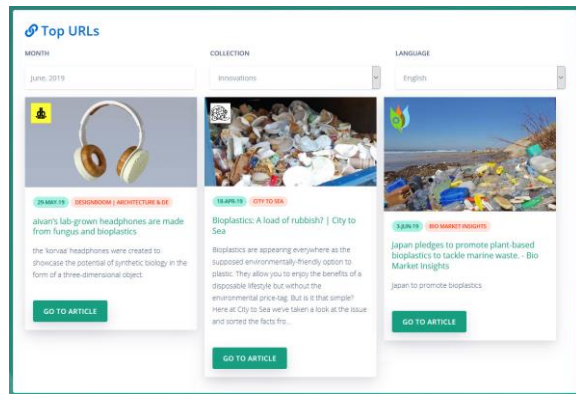 Top URLs
MONTH
COLLECTION
LANGUAGE
June, 2019
Innovations
English
29-MAY-19 DESIGNBOOM | ARCHITECTURE & DE
aivan's lab-grown headphones are made
from fungus and bioplastics
the 'korvaa' headphones were created to
showcase the potential of synthetic biology in the
form of a three-dimensional object
GO TO ARTICLE
18-APR-19 CITY TO SEA
Bioplastics: A load of rubbish? | City to
Sea
Bioplastics are appearing everywhere as the
supposed environmentally-friendly option to
plastic. They allow you to enjoy the benefits of a
disposable lifestyle but without the
environmental price-tag. But is it that simple?
Here at City to Sea we've taken a look at the issue
and sorted the facts fro...
GO TO ARTICLE
3-JUN-19 BIO MARKET INSIGHTS
Japan pledges to promote plant-based
bioplastics to tackle marine waste. - Bio
Market Insights
Japan to promote bioplastics
GO TO ARTICLE